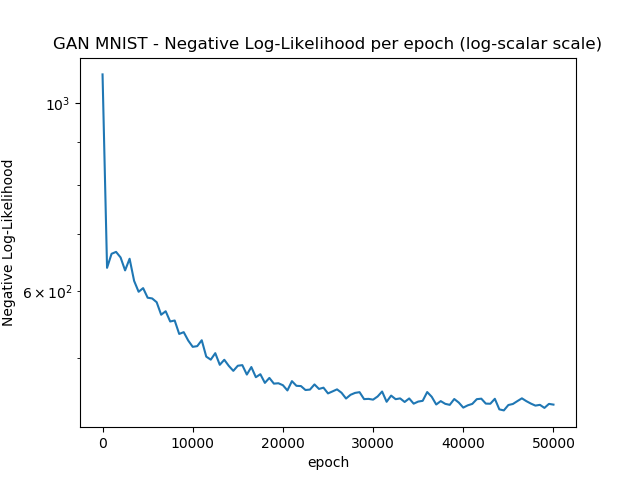 GAN MNIST - Negative Log-Likelihood per epoch (log-scalar scale)
Negative Log-Likelihood
10³
6 × 10²
0 10000 20000 30000 40000 50000
epoch